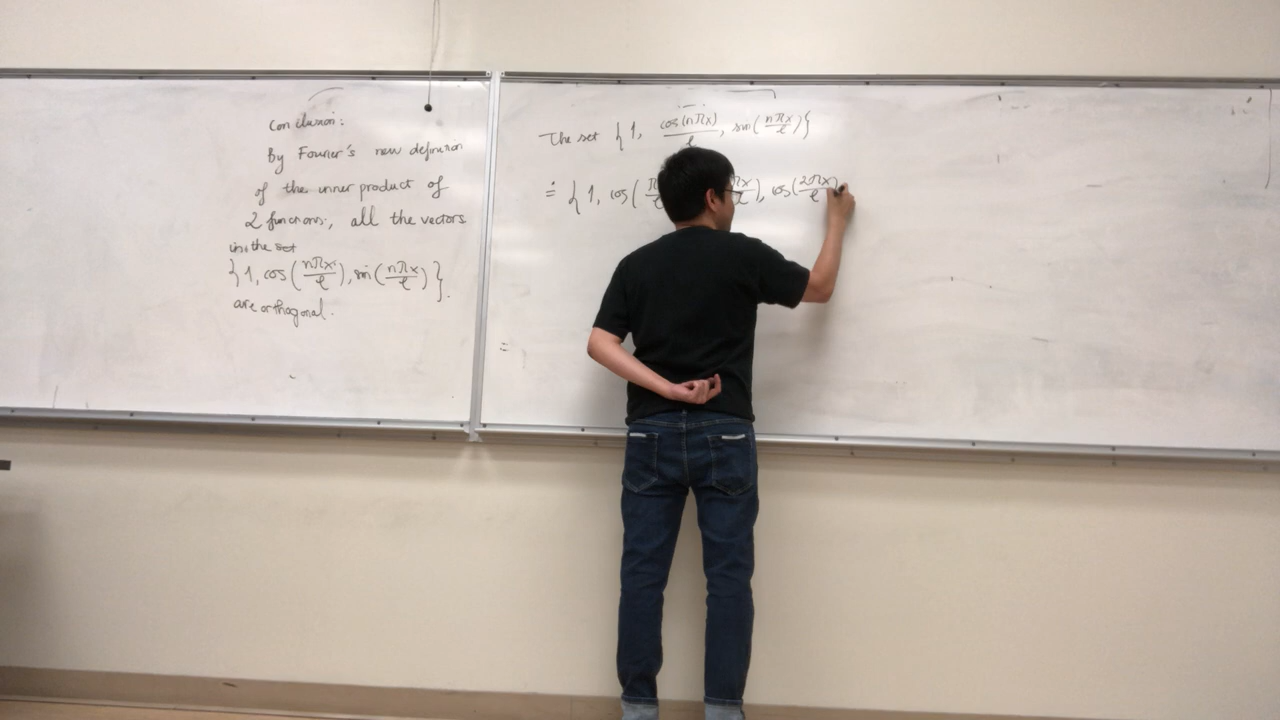 Conclusion:
By Fourier's new definition
of the inner product of
2 functions, all the vectors
in the set
{1, cos(nπx/ℓ), sin(nπx/ℓ)}.
are orthogonal.
=
The set {1, cos(nπx)/ℓ, sin(nπx/ℓ)}
= {1, cos(π πx/ℓ), cos(2πx/ℓ)